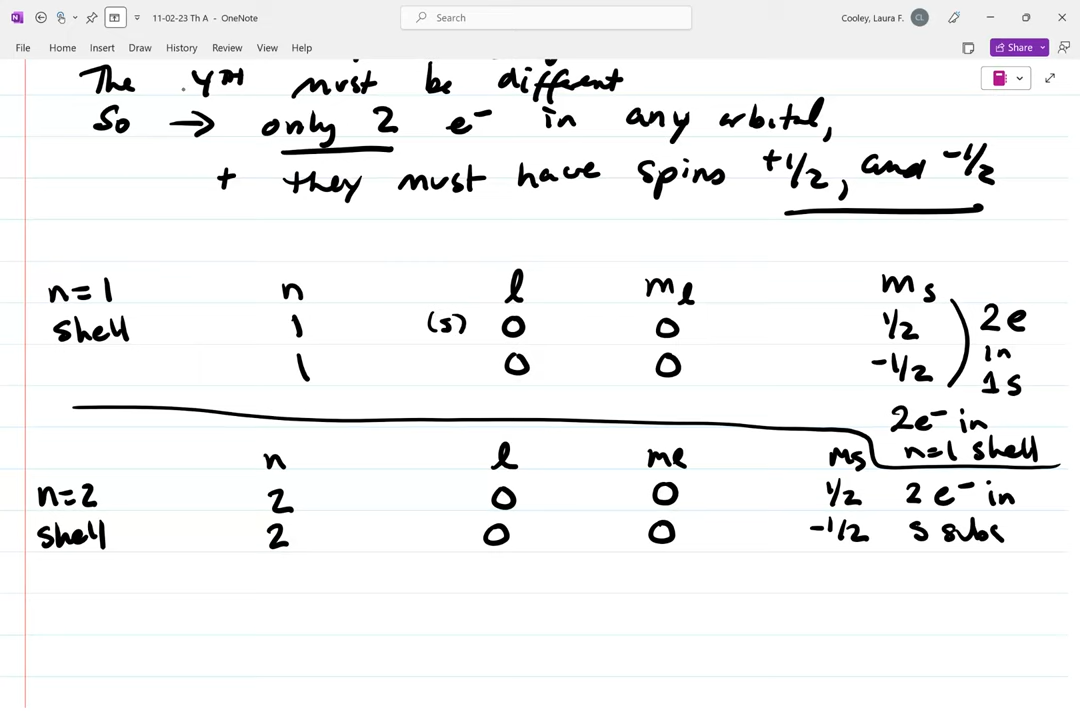 11-02-23 Th A - OneNote
Search
Cooley, Laura F.
CL
File Home Insert Draw History Review View Help
Share
The 4TH must be different
So → only 2 e⁻ in any orbital,
+ they must have spins +1/2, and -1/2
n=1 n l ml ms
shell 1 (s) 0 0 1/2 2e
1 0 0 -1/2 in
1s
2e⁻ in
n=1 shell
n l ml ms
n=2 2 0 0 1/2 2 e⁻ in
shell 2 0 0 -1/2 s subs